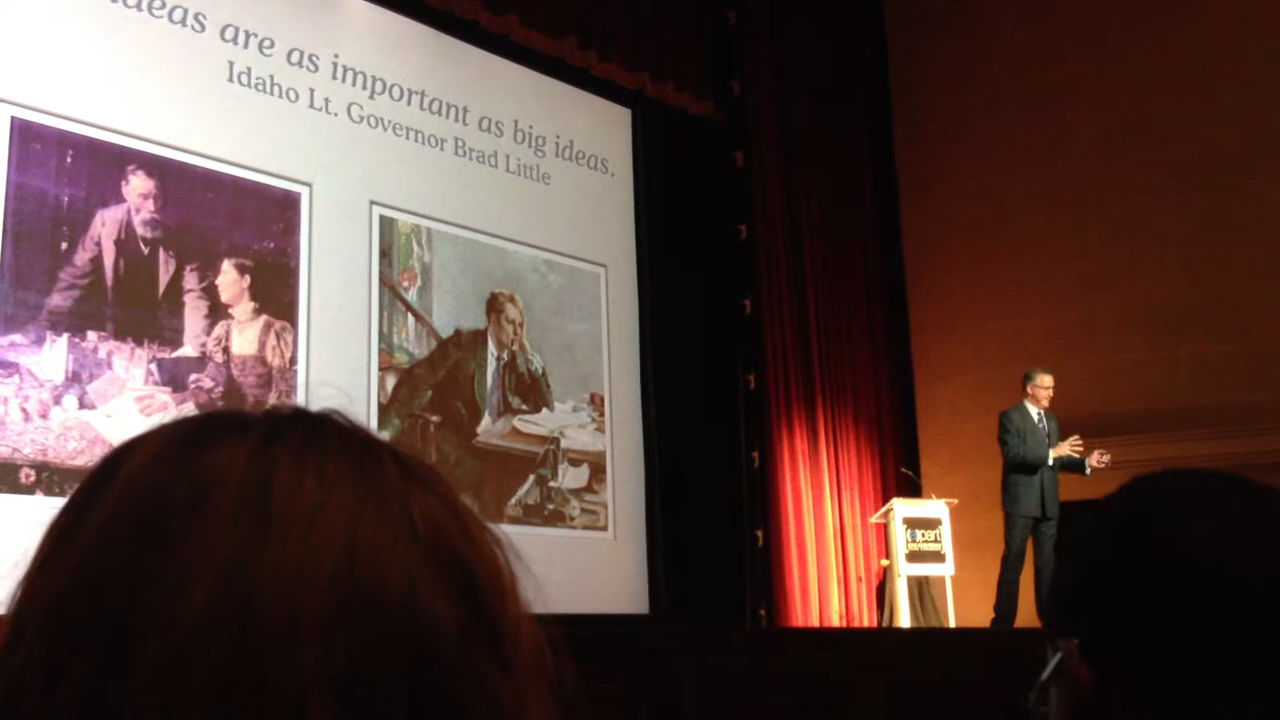 ideas are as important as big ideas.
Idaho Lt. Governor Brad Little